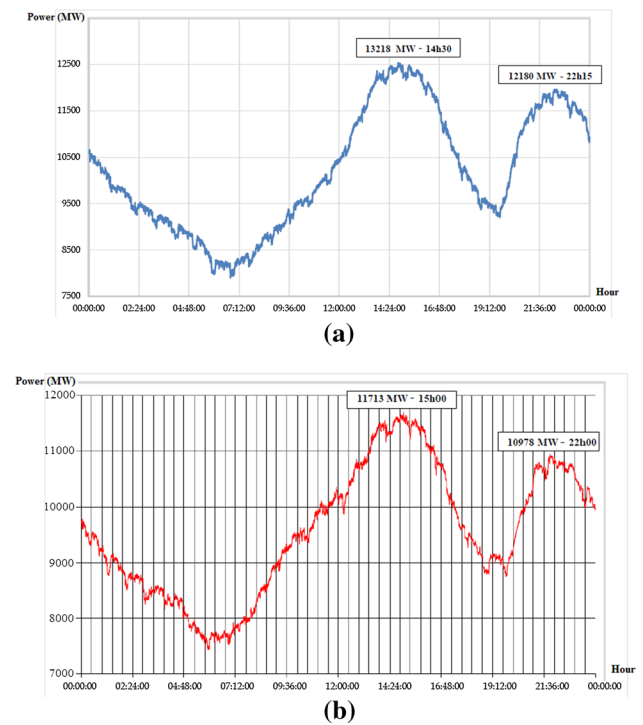 Power (MW)
13218 MW - 14h30
12180 MW - 22h15
12500
11500
10500
9500
8500
7500
Hour
00:00:00 02:24:00 04:48:00 07:12:00 09:36:00 12:00:00 14:24:00 16:48:00 19:12:00 21:36:00 00:00:00
(a)
Power (MW)
12000
11713 MW - 15h00
11000
10978 MW - 22h00
10000
9000
8000
7000
Hour
00:00:00 02:24:00 04:48:00 07:12:00 09:36:00 12:00:00 14:24:00 16:48:00 19:12:00 21:36:00 00:00:00
(b)